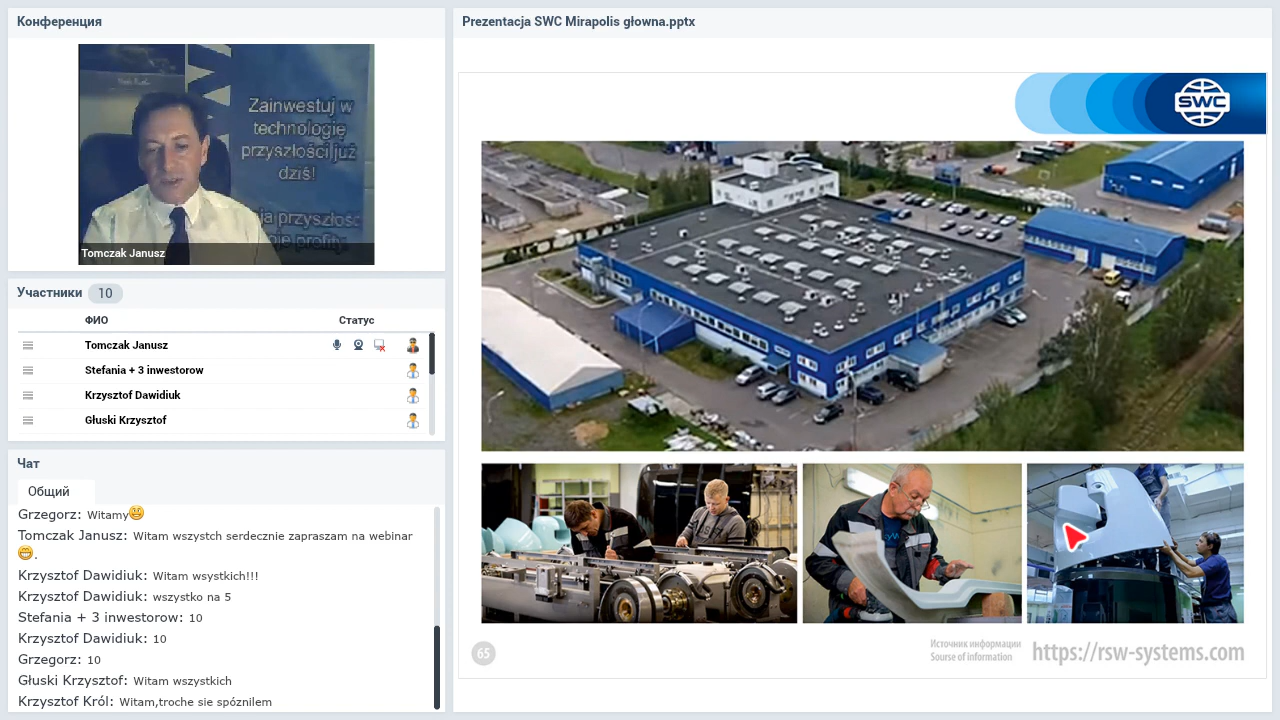 Конференция
Zainwestuj w
technologię
przyszłości już
dziś!
Tomczak Janusz
Участники 10
ФИО Статус
Tomczak Janusz
Stefania + 3 inwestorow
Krzysztof Dawidiuk
Głuski Krzysztof
Чат
Общий
Grzegorz: Witamy
Tomczak Janusz: Witam wszystch serdecznie zapraszam na webinar
.
Krzysztof Dawidiuk: Witam wsystkich!!!
Krzysztof Dawidiuk: wszystko na 5
Stefania + 3 inwestorow: 10
Krzysztof Dawidiuk: 10
Grzegorz: 10
Głuski Krzysztof: Witam wszystkich
Krzysztof Król: Witam,troche sie spóznilem
Prezentacja SWC Mirapolis głowna.pptx
SWC
65
Источник информации
Sourse of information
https://rsw-systems.com